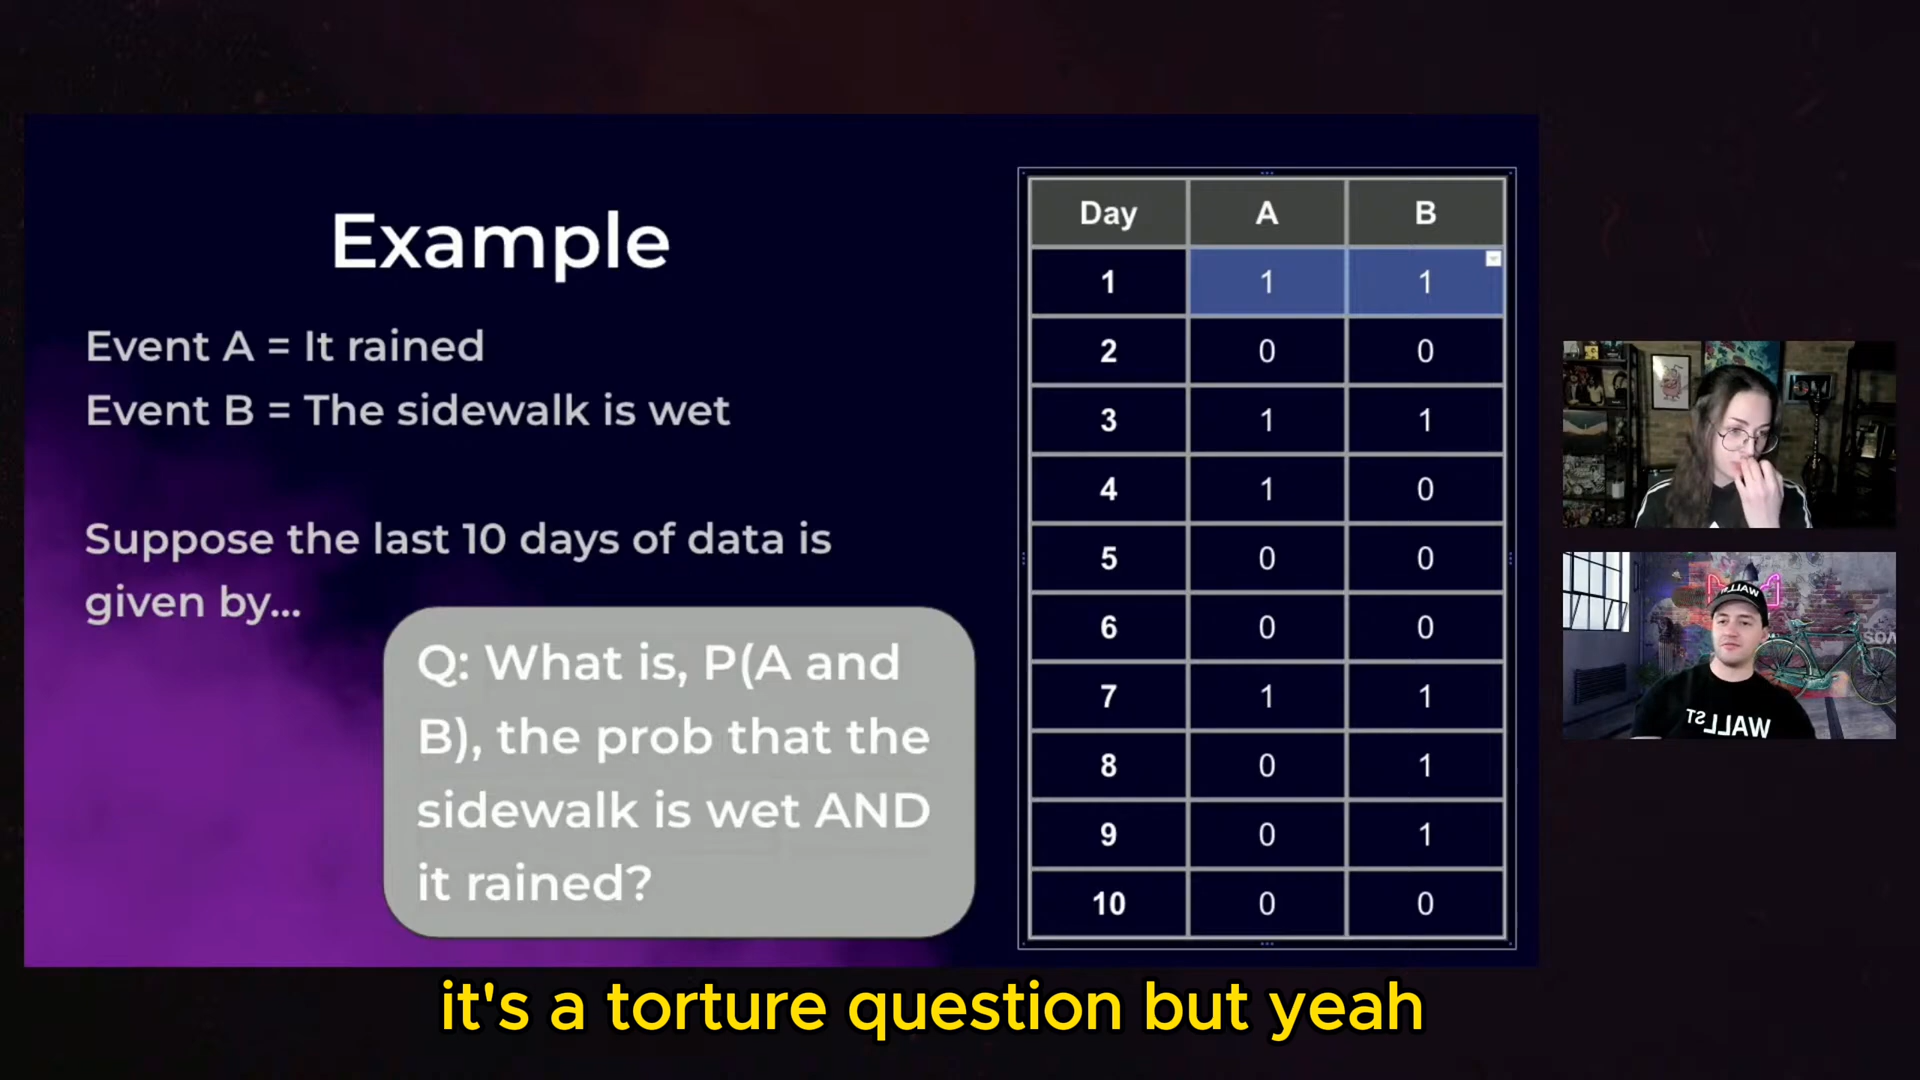 Example
Event A = It rained
Event B = The sidewalk is wet
Suppose the last 10 days of data is
given by...
Q: What is, P(A and
B), the prob that the
sidewalk is wet AND
it rained?
Day A B
1 1 1
2 0 0
3 1 1
4 1 0
5 0 0
6 0 0
7 1 1
8 0 1
9 0 1
10 0 0
WALL ST
it's a torture question but yeah